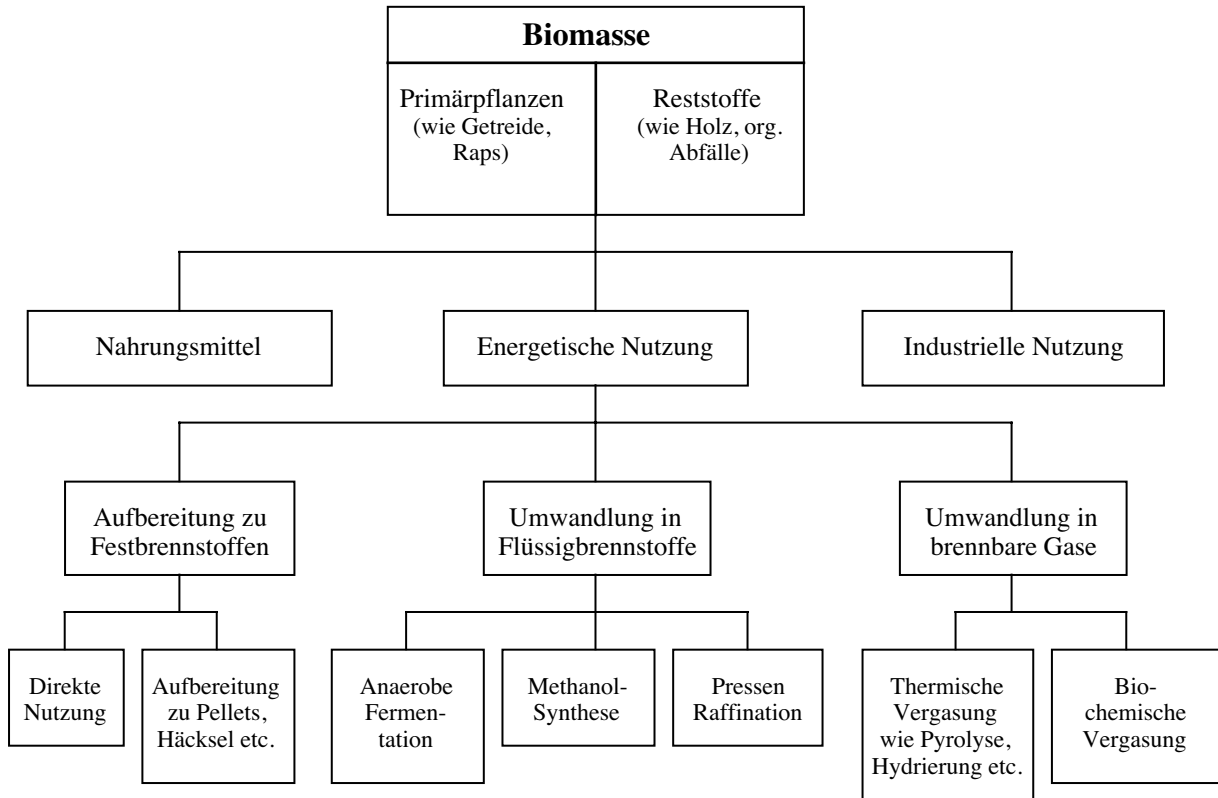 Biomasse
Primärpflanzen
(wie Getreide,
Raps)
Reststoffe
(wie Holz, org.
Abfälle)
Nahrungsmittel
Energetische Nutzung
Industrielle Nutzung
Aufbereitung zu
Festbrennstoffen
Umwandlung in
Flüssigbrennstoffe
Umwandlung in
brennbare Gase
Direkte
Nutzung
Aufbereitung
zu Pellets,
Häcksel etc.
Anaerobe
Fermen-
tation
Methanol-
Synthese
Pressen
Raffination
Thermische
Vergasung
wie Pyrolyse,
Hydrierung etc.
Bio-
chemische
Vergasung